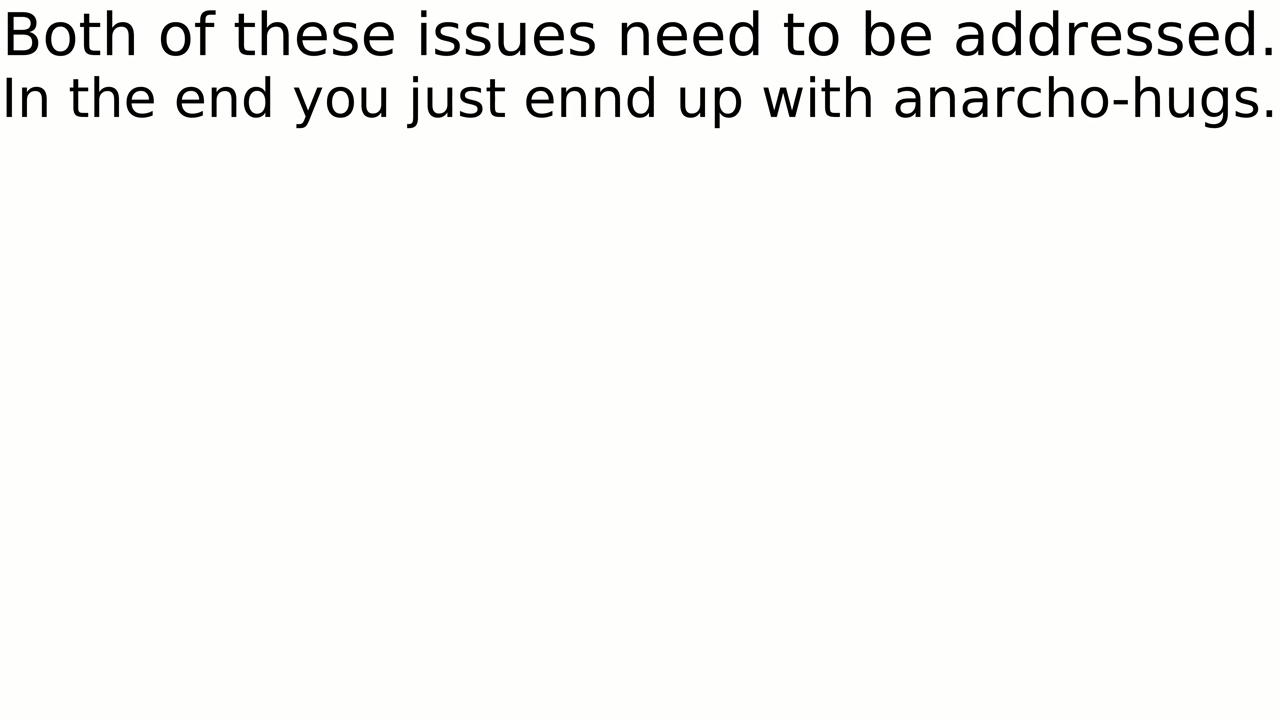 Both of these issues need to be addressed.
In the end you just ennd up with anarcho-hugs.